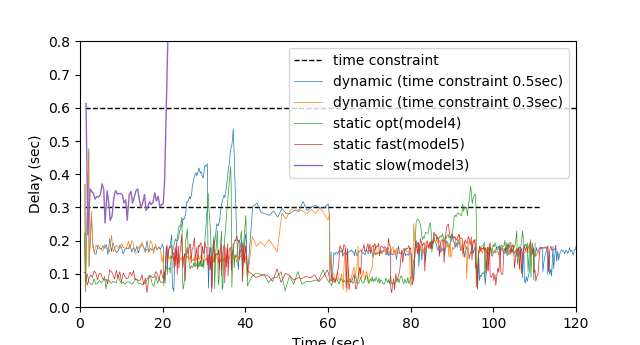 0.8
0.7
0.6
0.5
0.4
0.3
0.2
0.1
0.0
Delay (sec)
time constraint
dynamic (time constraint 0.5sec)
dynamic (time constraint 0.3sec)
static opt(model4)
static fast(model5)
static slow(model3)
0 20 40 60 80 100 120
Time (sec)